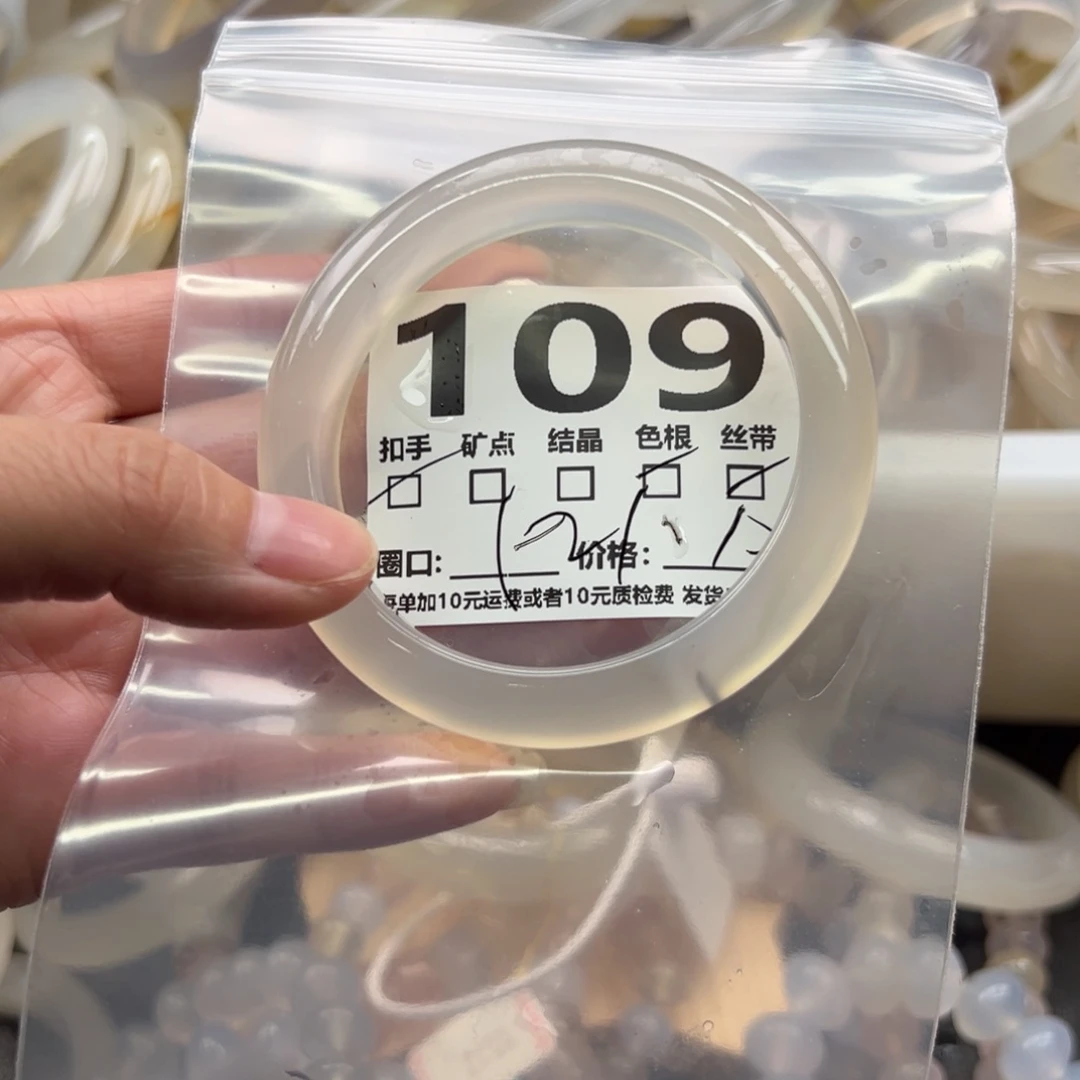 109
扣手 矿点 结晶 色根 丝带
圈口: 价格:
单加10元运费或者10元质检费 发货